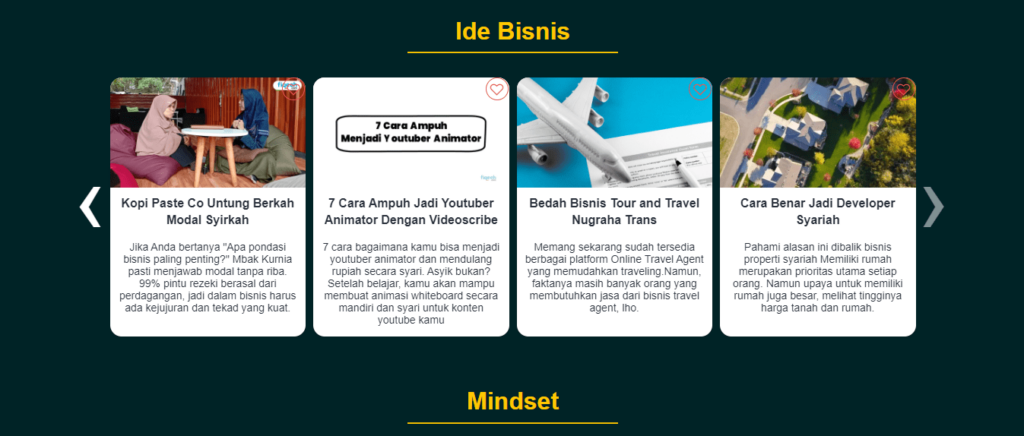 Ide Bisnis
7 Cara Ampuh
Menjadi Youtuber Animator
Kopi Paste Co Untung Berkah
Modal Syirkah
Jika Anda bertanya "Apa pondasi
bisnis paling penting?" Mbak Kurnia
pasti menjawab modal tanpa riba.
99% pintu rezeki berasal dari
perdagangan, jadi dalam bisnis harus
ada kejujuran dan tekad yang kuat.
7 Cara Ampuh Jadi Youtuber
Animator Dengan Videoscribe
7 cara bagaimana kamu bisa menjadi
youtuber animator dan mendulang
rupiah secara syari. Asyik bukan?
Setelah belajar, kamu akan mampu
membuat animasi whiteboard secara
mandiri dan syari untuk konten
youtube kamu
Bedah Bisnis Tour and Travel
Nugraha Trans
Memang sekarang sudah tersedia
berbagai platform Online Travel Agent
yang memudahkan traveling.Namun,
faktanya masih banyak orang yang
membutuhkan jasa dari bisnis travel
agent, lho.
Cara Benar Jadi Developer
Syariah
Pahami alasan ini dibalik bisnis
properti syariah Memiliki rumah
merupakan prioritas utama setiap
orang. Namun upaya untuk memiliki
rumah juga besar, melihat tingginya
harga tanah dan rumah.
Mindset